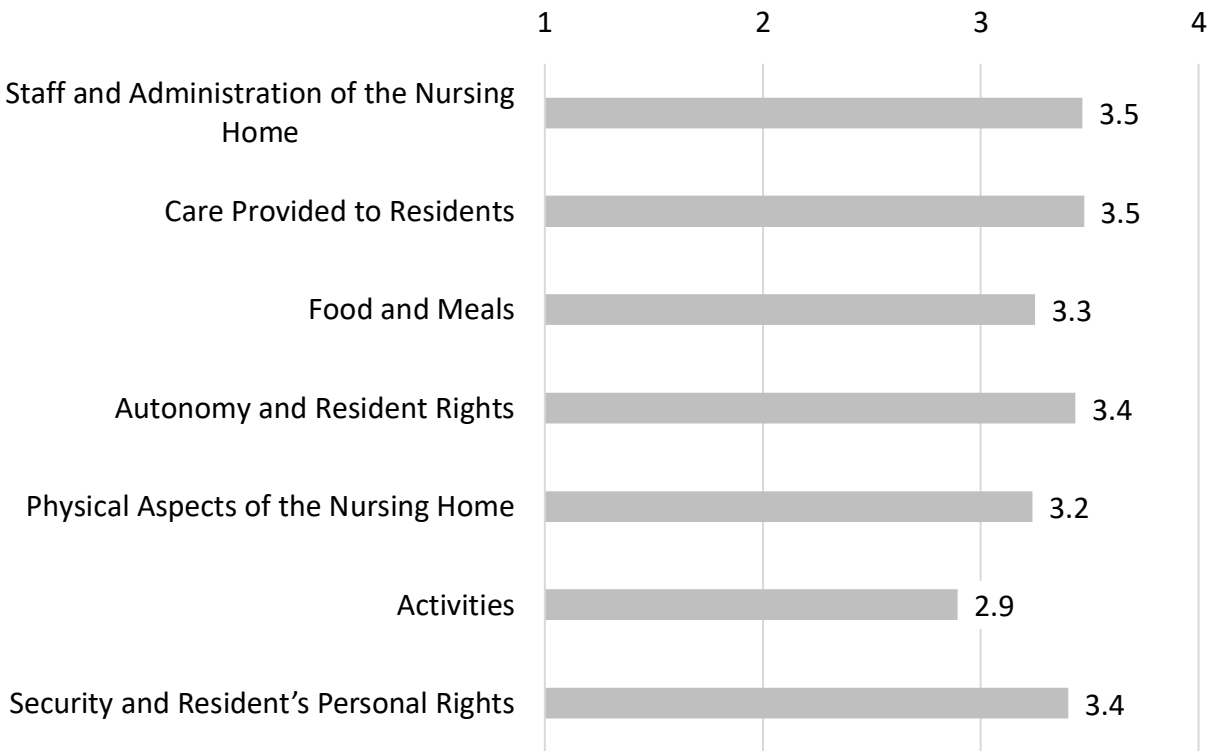 1 2 3 4
Staff and Administration of the Nursing
Home
3.5
Care Provided to Residents 3.5
Food and Meals 3.3
Autonomy and Resident Rights 3.4
Physical Aspects of the Nursing Home 3.2
Activities 2.9
Security and Resident’s Personal Rights 3.4